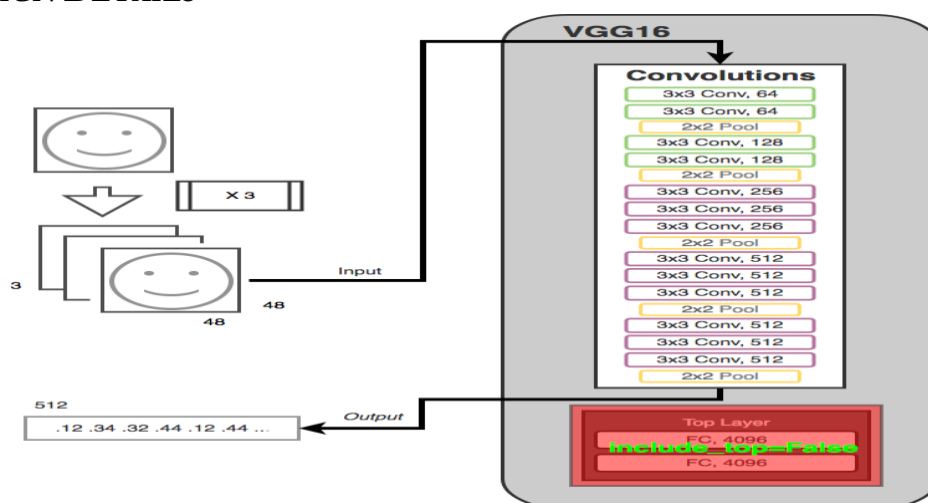 VGG16
Convolutions
3x3 Conv, 64
3x3 Conv, 64
2x2 Pool
3x3 Conv, 128
3x3 Conv, 128
2x2 Pool
3x3 Conv, 256
3x3 Conv, 256
3x3 Conv, 256
2x2 Pool
3x3 Conv, 512
3x3 Conv, 512
3x3 Conv, 512
2x2 Pool
3x3 Conv, 512
3x3 Conv, 512
3x3 Conv, 512
2x2 Pool
X 3
Input
3
48
48
512
.12 .34 .32 .44 .12 .44 ...
Output
Top Layer
FC, 4096
include_top=False
FC, 4096